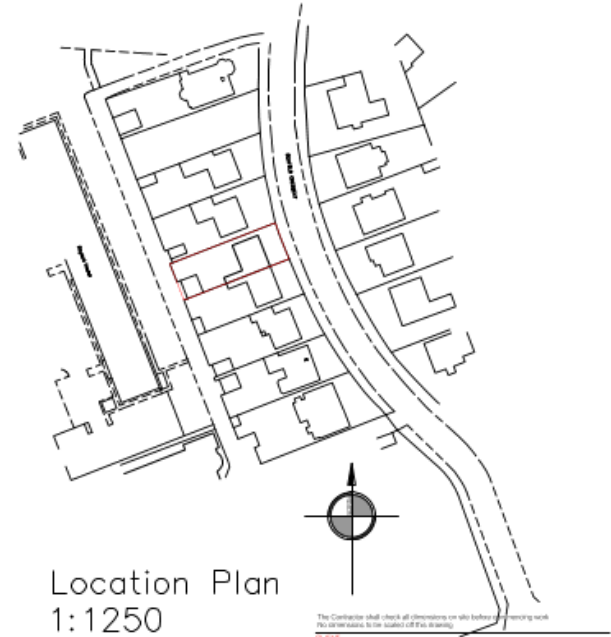 Location Plan
1:1250
The Contractor shall check all dimensions on site before commencing work
No dimensions to be scaled off this drawing